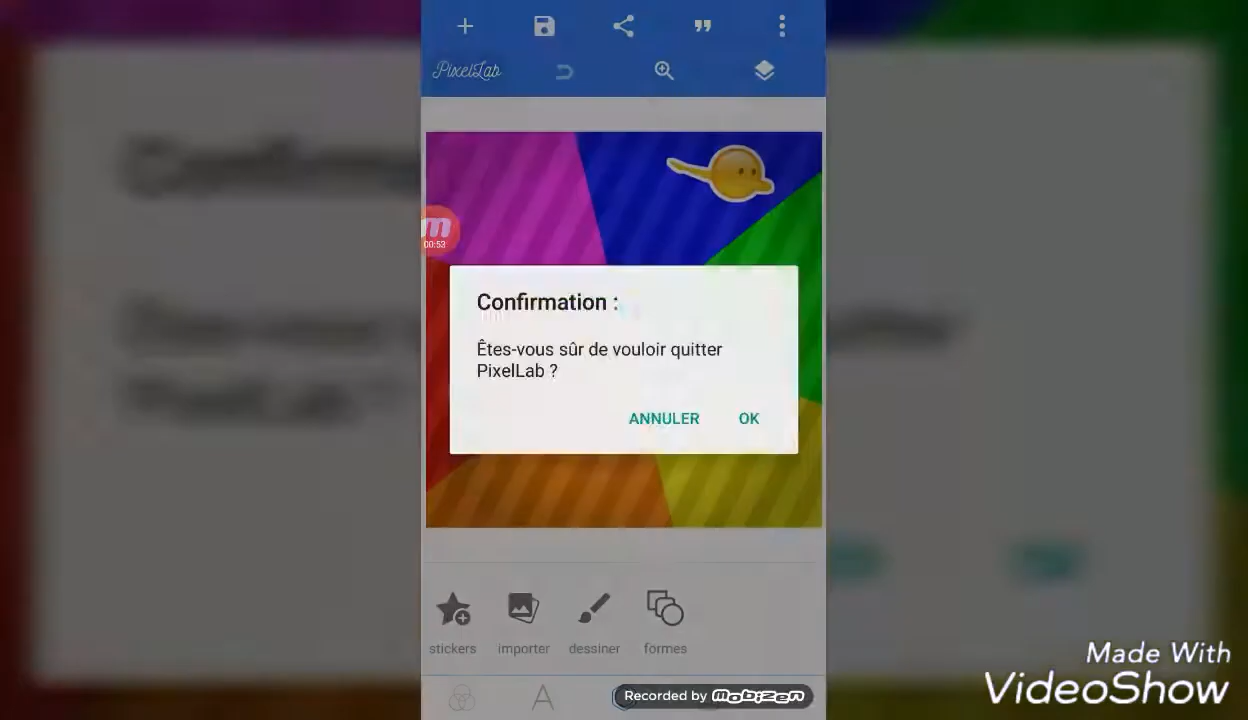 PixelLab
00:53
Confirmation :
Êtes-vous sûr de vouloir quitter
PixelLab ?
ANNULER OK
stickers importer dessiner formes
Recorded by mobizen
Made With
VideoShow